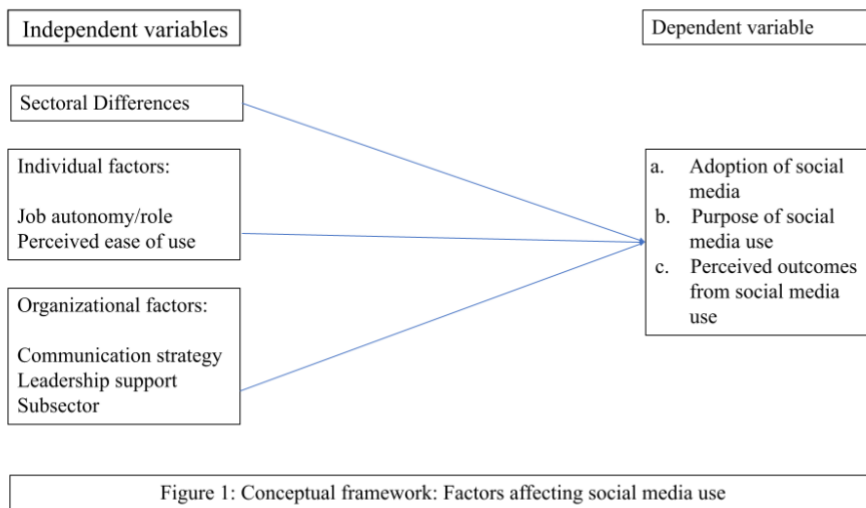 Independent variables
Dependent variable
Sectoral Differences
Individual factors:
Job autonomy/role
Perceived ease of use
Organizational factors:
Communication strategy
Leadership support
Subsector
a. Adoption of social
media
b. Purpose of social
media use
c. Perceived outcomes
from social media
use
Figure 1: Conceptual framework: Factors affecting social media use